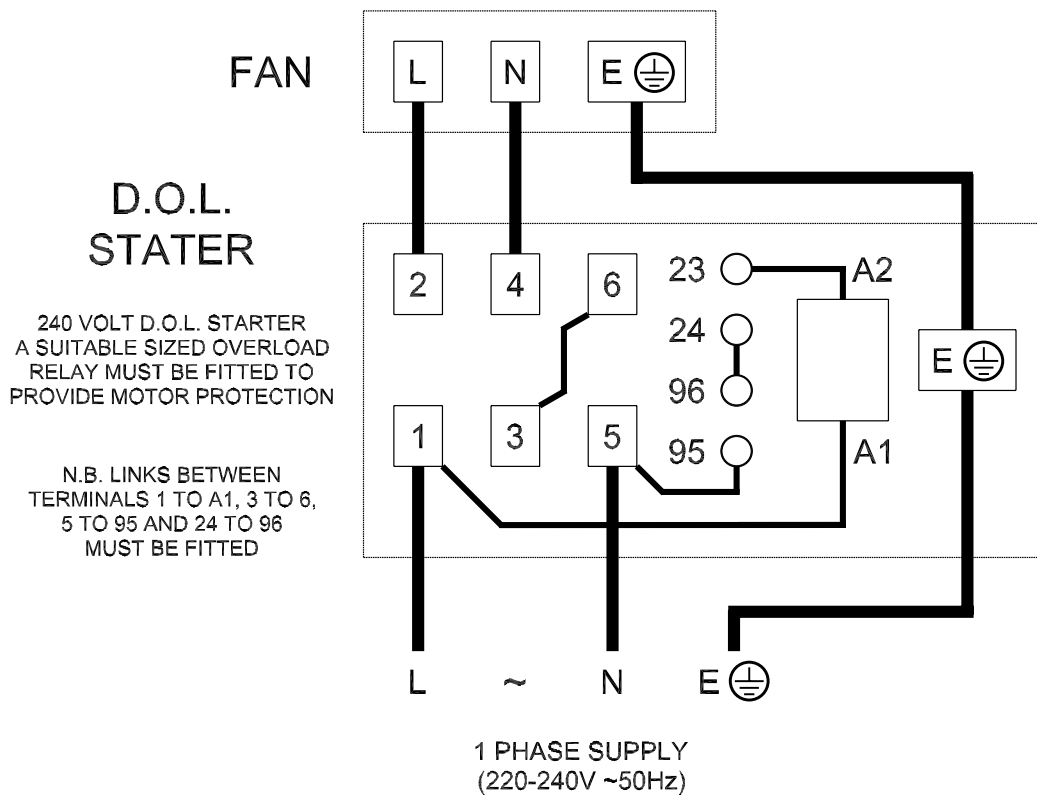 FAN
L N E
D.O.L.
STATER
2 4 6 23 A2
240 VOLT D.O.L. STARTER
A SUITABLE SIZED OVERLOAD
RELAY MUST BE FITTED TO
PROVIDE MOTOR PROTECTION
24
E
96
1 3 5 95 A1
N.B. LINKS BETWEEN
TERMINALS 1 TO A1, 3 TO 6,
5 TO 95 AND 24 TO 96
MUST BE FITTED
L ~ N E
1 PHASE SUPPLY
(220-240V ~50Hz)